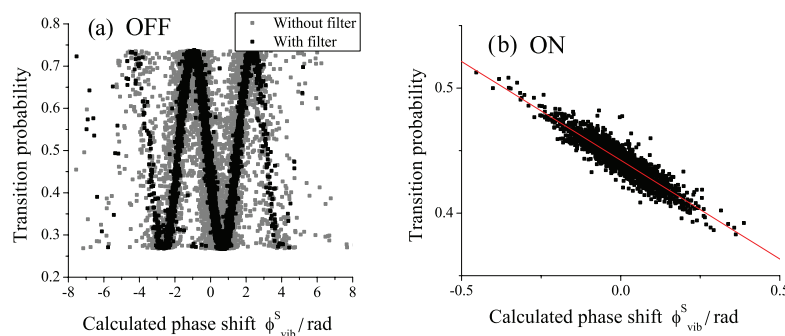 (a) OFF
Without filter
With filter
0.8
0.7
0.6
0.5
0.4
0.3
0.2
Transition probability
-8 -6 -4 -2 0 2 4 6 8
Calculated phase shift ϕ^S_vib/rad
(b) ON
0.5
0.4
Transition probability
-0.5 0.0 0.5
Calculated phase shift ϕ^S_vib/rad